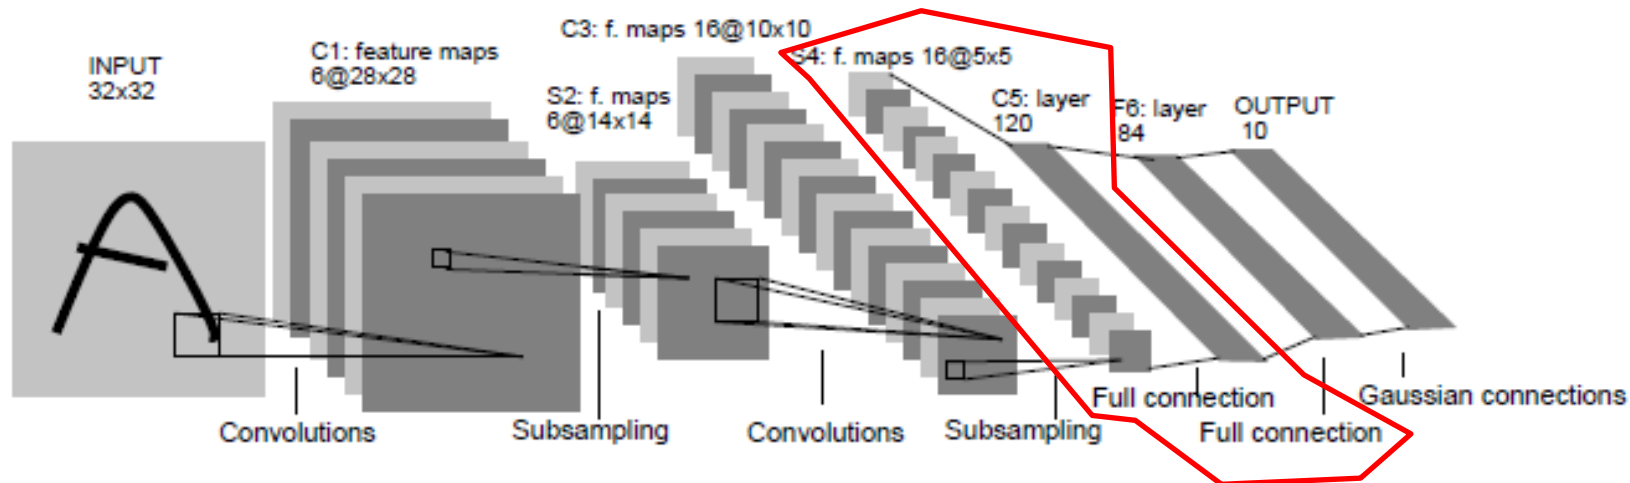 INPUT
32x32
C1: feature maps
6@28x28
S2: f. maps
6@14x14
C3: f. maps 16@10x10
S4: f. maps 16@5x5
C5: layer
120
F6: layer
84
OUTPUT
10
Convolutions
Subsampling
Convolutions
Subsampling
Full connection
Full connection
Gaussian connections